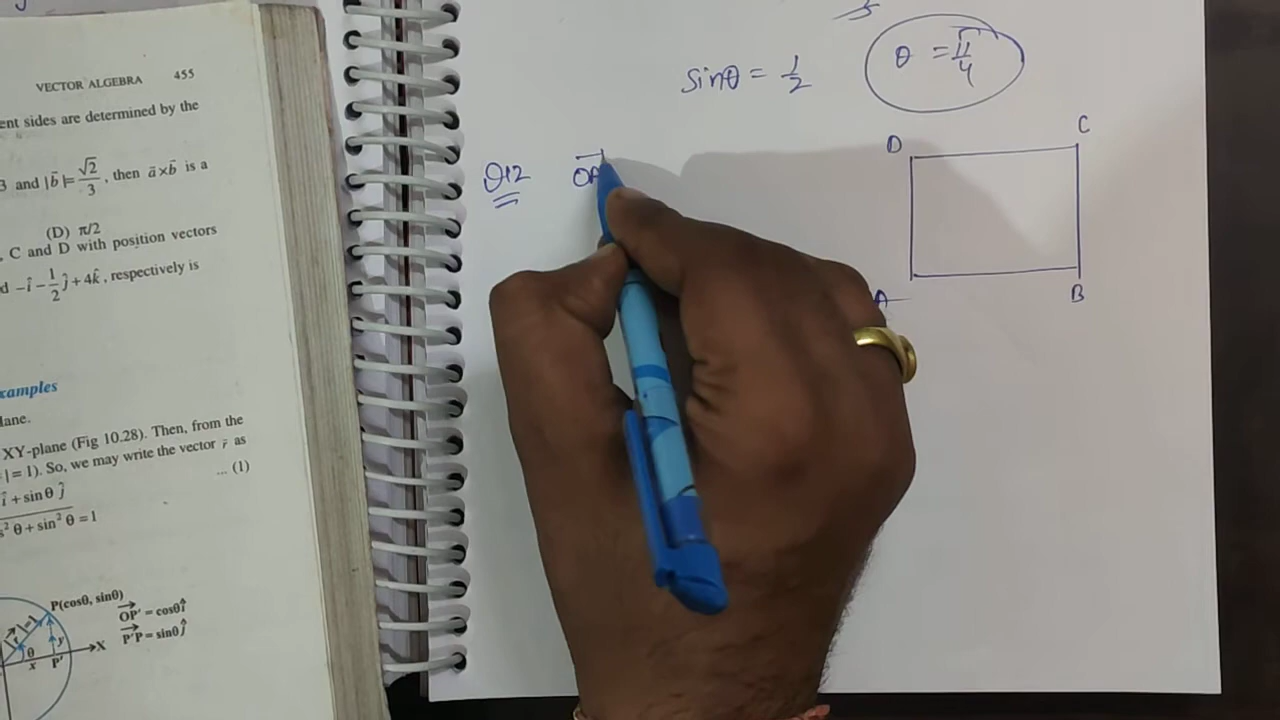 VECTOR ALGEBRA 455
ent sides are determined by the
3 and |b⃗|= √2/3, then a⃗×b⃗ is a
(D) π/2
, C and D with position vectors
d −î−1/2ĵ+4k̂, respectively is
xamples
lane.
XY-plane (Fig 10.28). Then, from the
|=1). So, we may write the vector r⃗ as
... (1)
î + sinθ ĵ
s²θ+sin²θ =1
P(cosθ, sinθ)
OP′ = cosθî
P′P = sinθĵ
θ
y
x P′ X
sinθ = 1/2 θ = π/4
Q12 OA
D C
A B